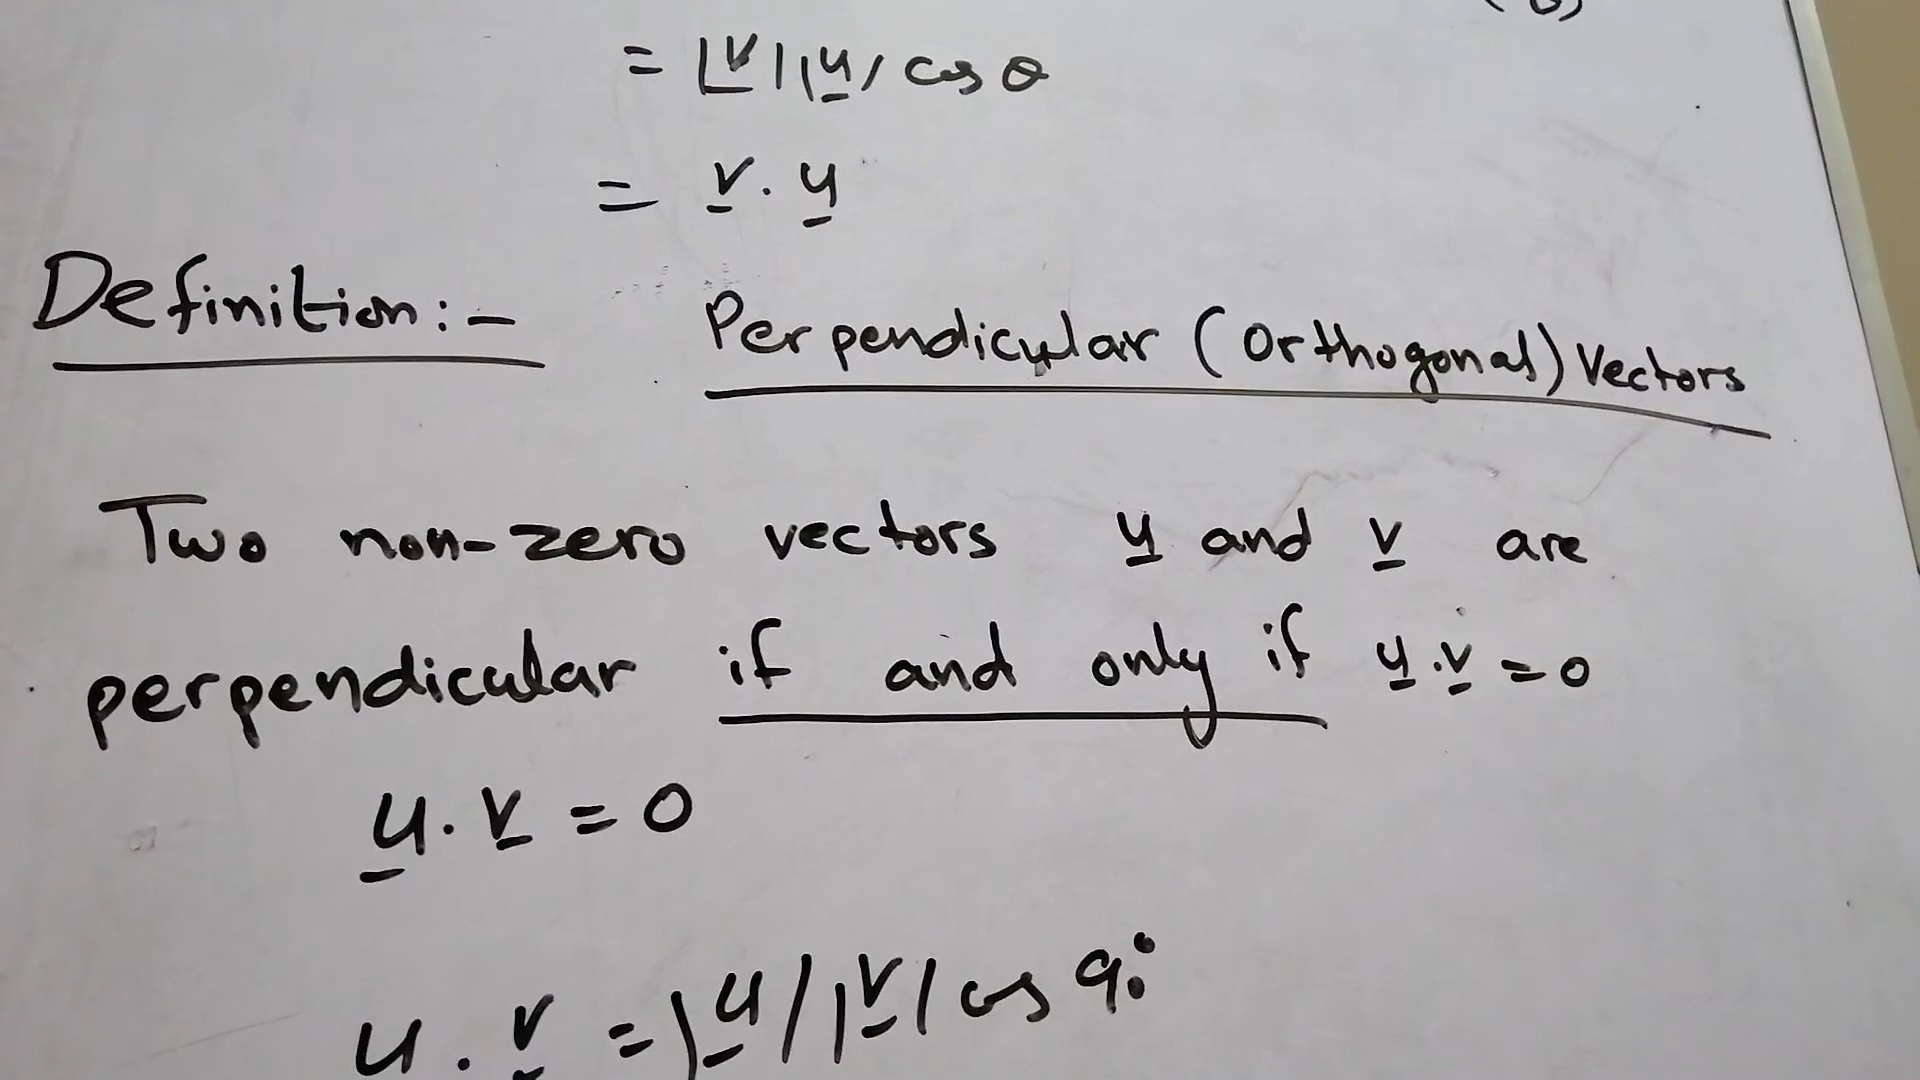 = |v||u| cos θ
= v . u
Definition:- Perpendicular (Orthogonal) Vectors
Two non-zero vectors u and v are
perpendicular if and only if u . v = 0
u . v = 0
u . v = |u| |v| cos 90°